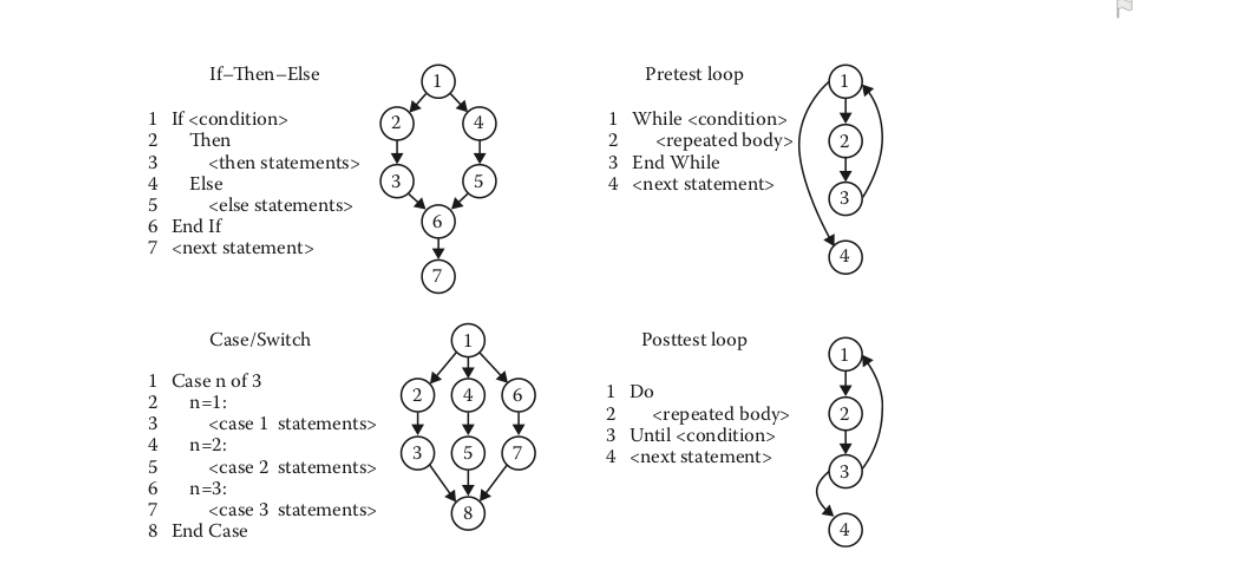 If–Then–Else
1 If <condition>
2 Then
3 <then statements>
4 Else
5 <else statements>
6 End If
7 <next statement>
1
2 4
3 5
6
7
Pretest loop
1 While <condition>
2 <repeated body>
3 End While
4 <next statement>
1
2
3
4
Case/Switch
1 Case n of 3
2 n=1:
3 <case 1 statements>
4 n=2:
5 <case 2 statements>
6 n=3:
7 <case 3 statements>
8 End Case
1
2 4 6
3 5 7
8
Posttest loop
1 Do
2 <repeated body>
3 Until <condition>
4 <next statement>
1
2
3
4